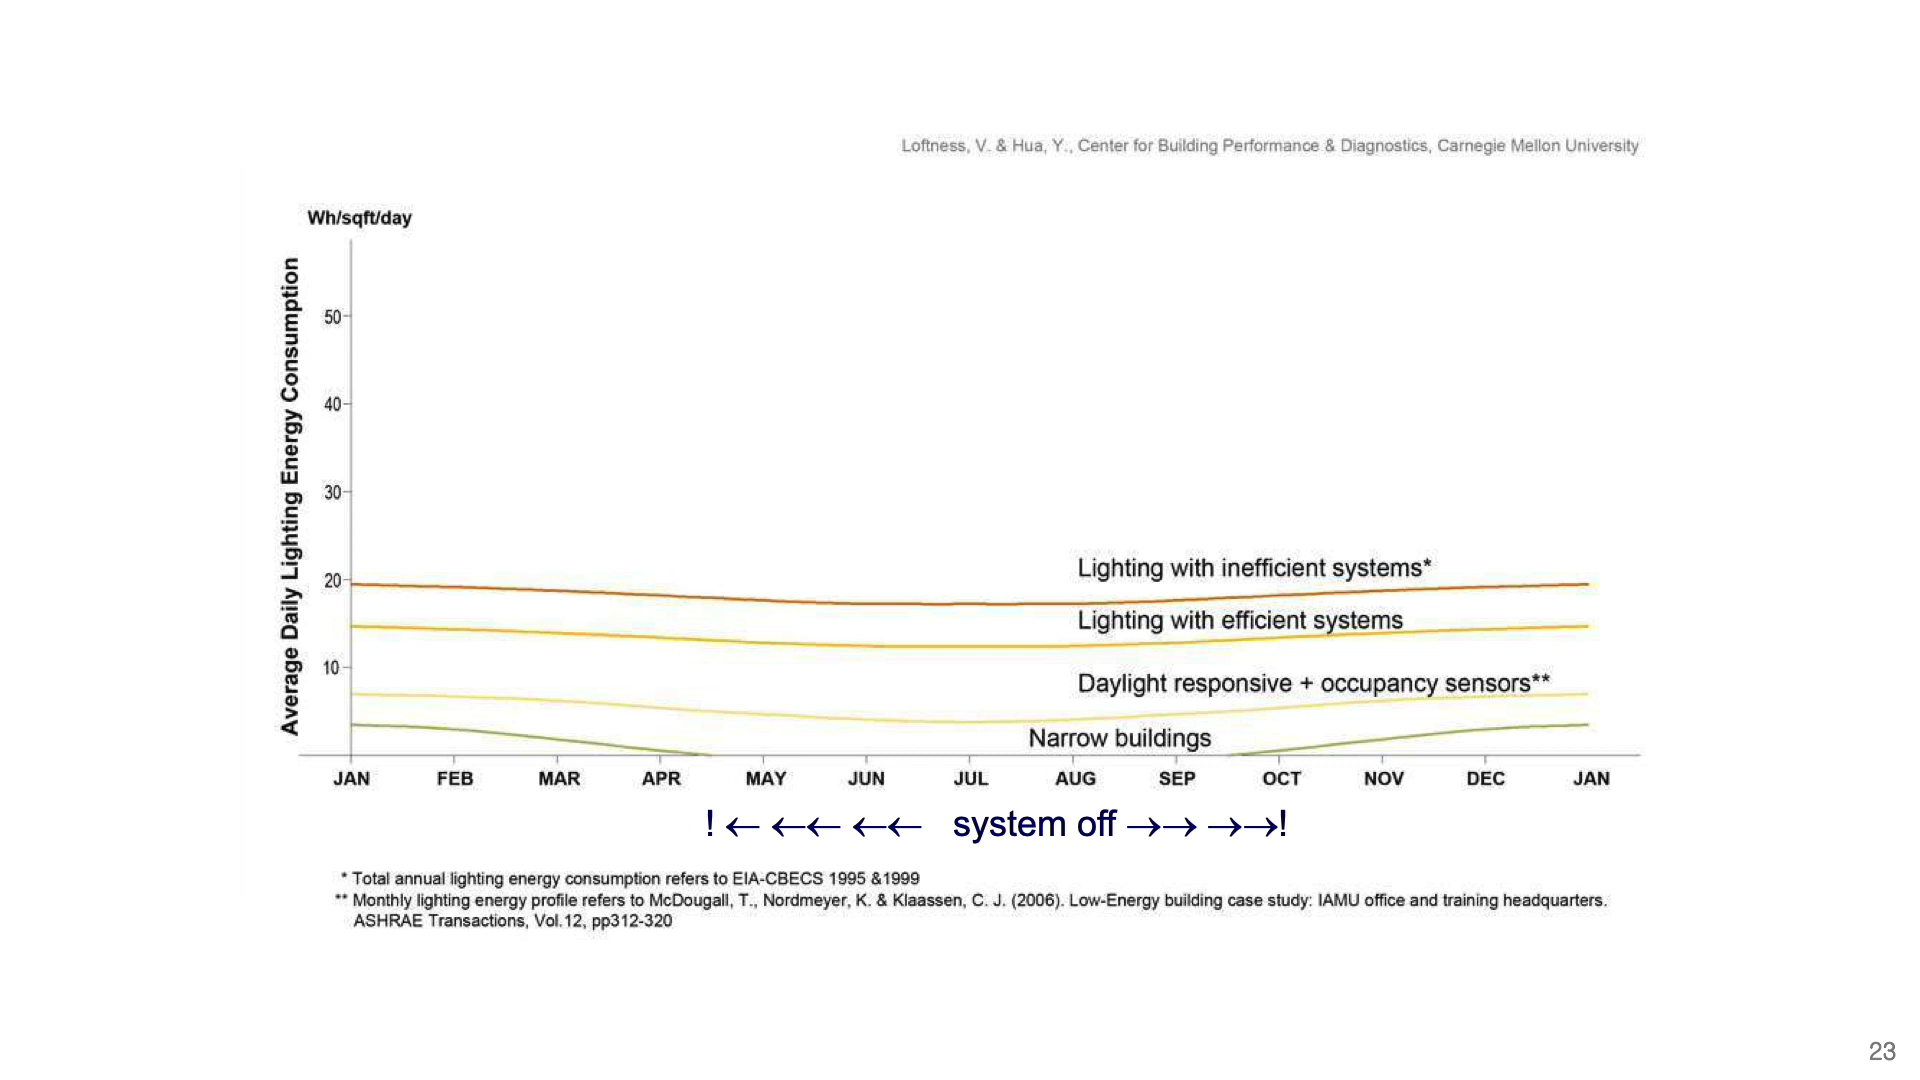 Loftness, V. & Hua, Y., Center for Building Performance & Diagnostics, Carnegie Mellon University
Wh/sqft/day
Average Daily Lighting Energy Consumption
50
40
30
20
10
Lighting with inefficient systems*
Lighting with efficient systems
Daylight responsive + occupancy sensors**
Narrow buildings
JAN FEB MAR APR MAY JUN JUL AUG SEP OCT NOV DEC JAN
! ← ←← ←← system off →→ →→!
* Total annual lighting energy consumption refers to EIA-CBECS 1995 &1999
** Monthly lighting energy profile refers to McDougall, T., Nordmeyer, K. & Klaassen, C. J. (2006). Low-Energy building case study: IAMU office and training headquarters.
ASHRAE Transactions, Vol.12, pp312-320
23